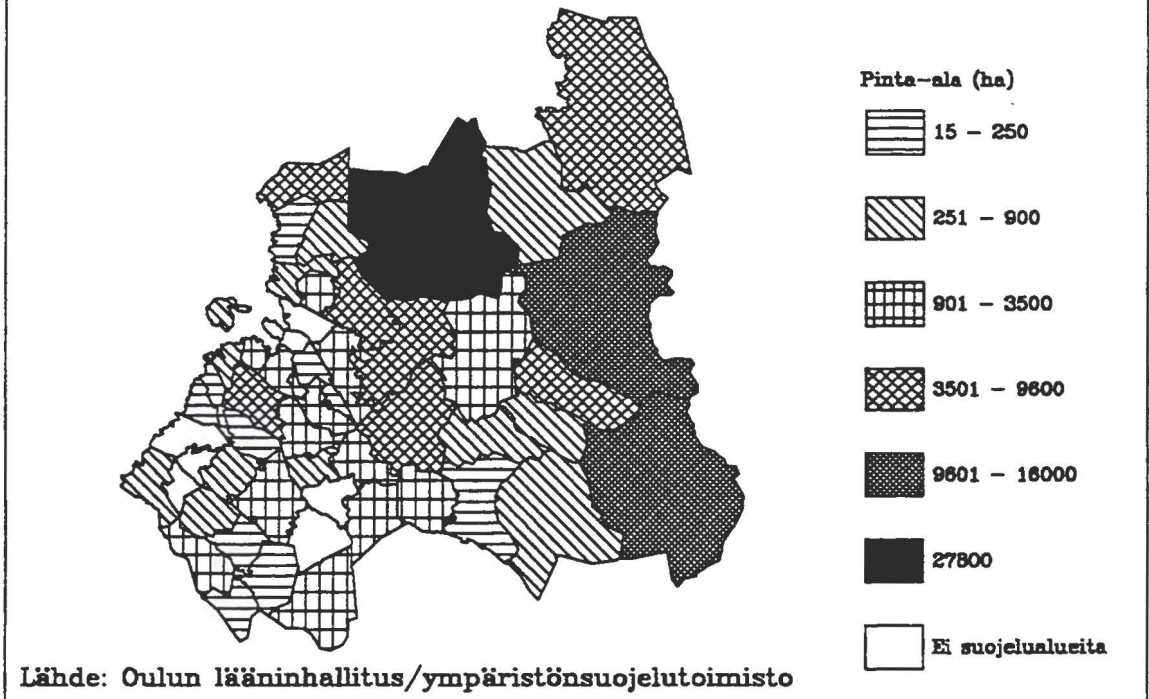 Pinta-ala (ha)
15 - 250
251 - 900
901 - 3500
3501 - 9600
9601 - 16000
27800
Ei suojelualueita
Lähde: Oulun lääninhallitus/ympäristönsuojelutoimisto